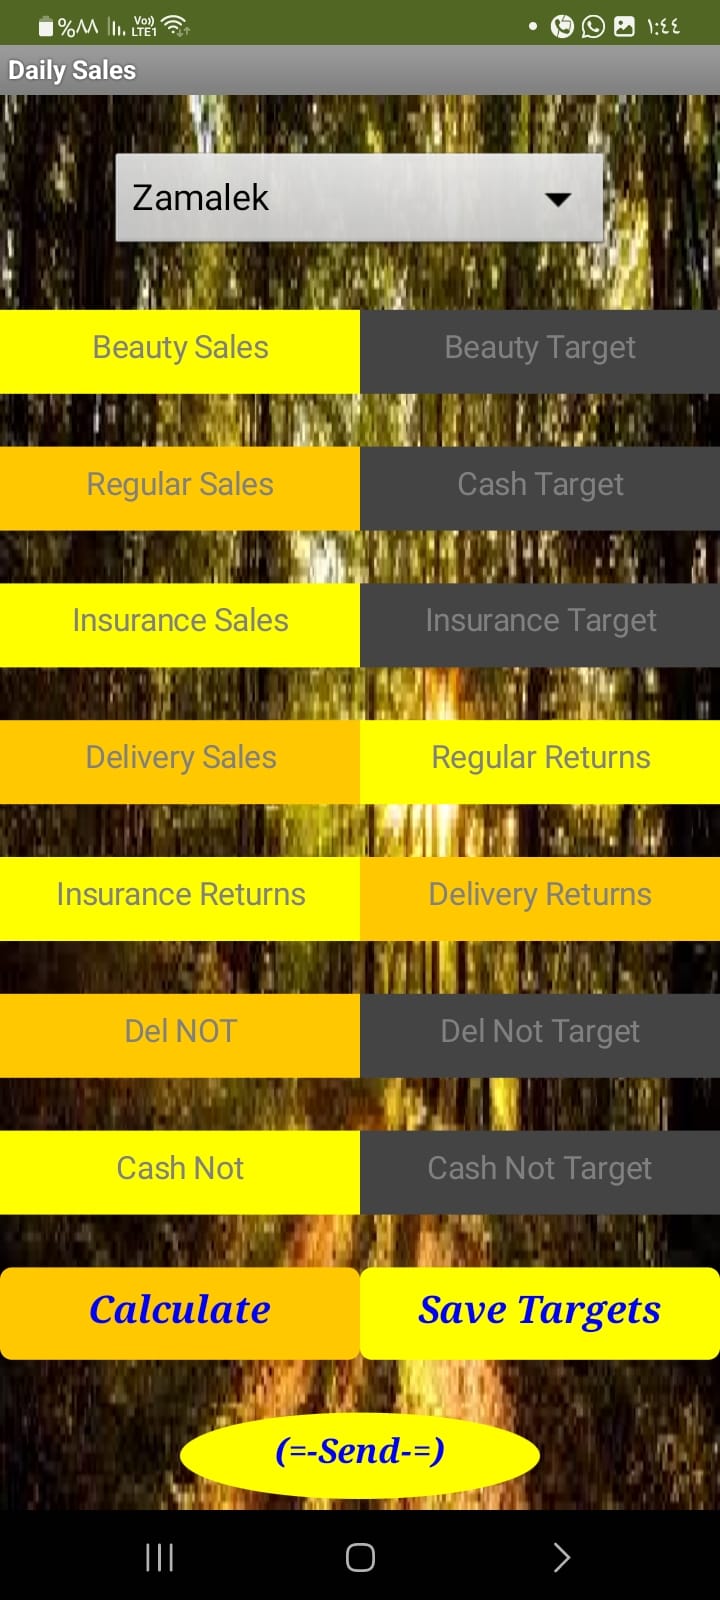 %٨٨ Vo)) LTE1 ١:٤٤
Daily Sales
Zamalek
Beauty Sales Beauty Target
Regular Sales Cash Target
Insurance Sales Insurance Target
Delivery Sales Regular Returns
Insurance Returns Delivery Returns
Del NOT Del Not Target
Cash Not Cash Not Target
Calculate Save Targets
(=-Send-=)